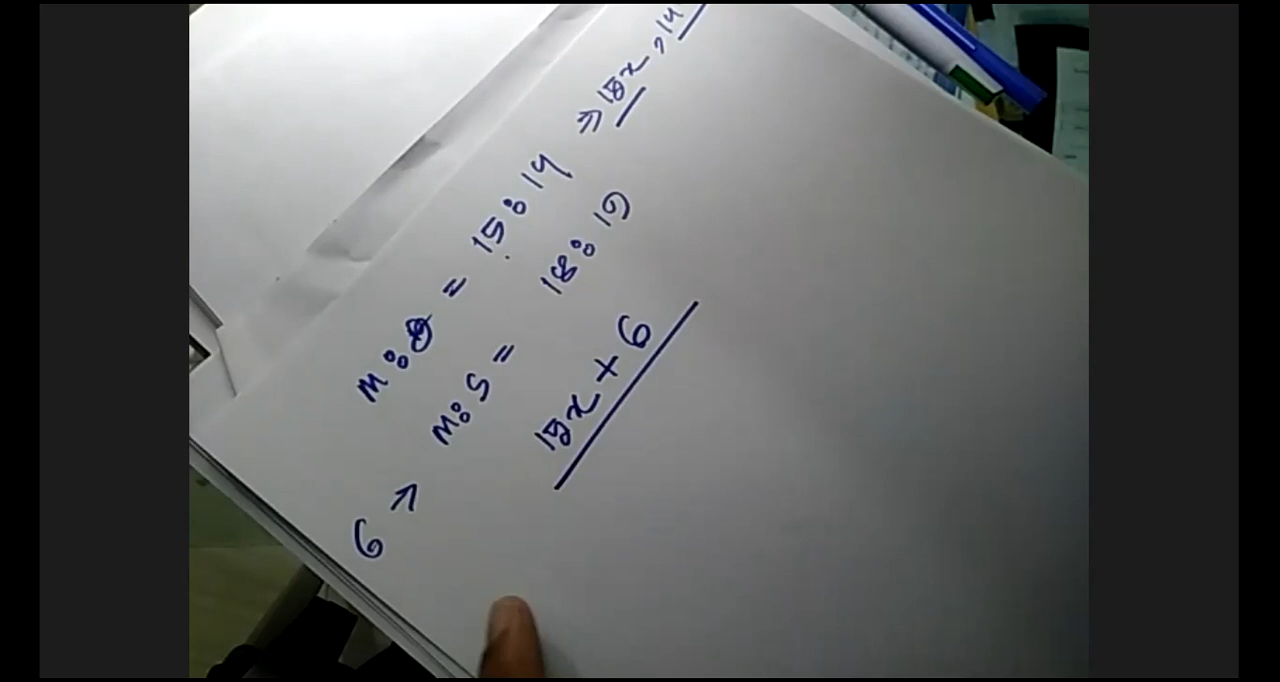 M:S = 15:14 ⇒ 15x, 14
6 > M:S = 18:19
15x + 6